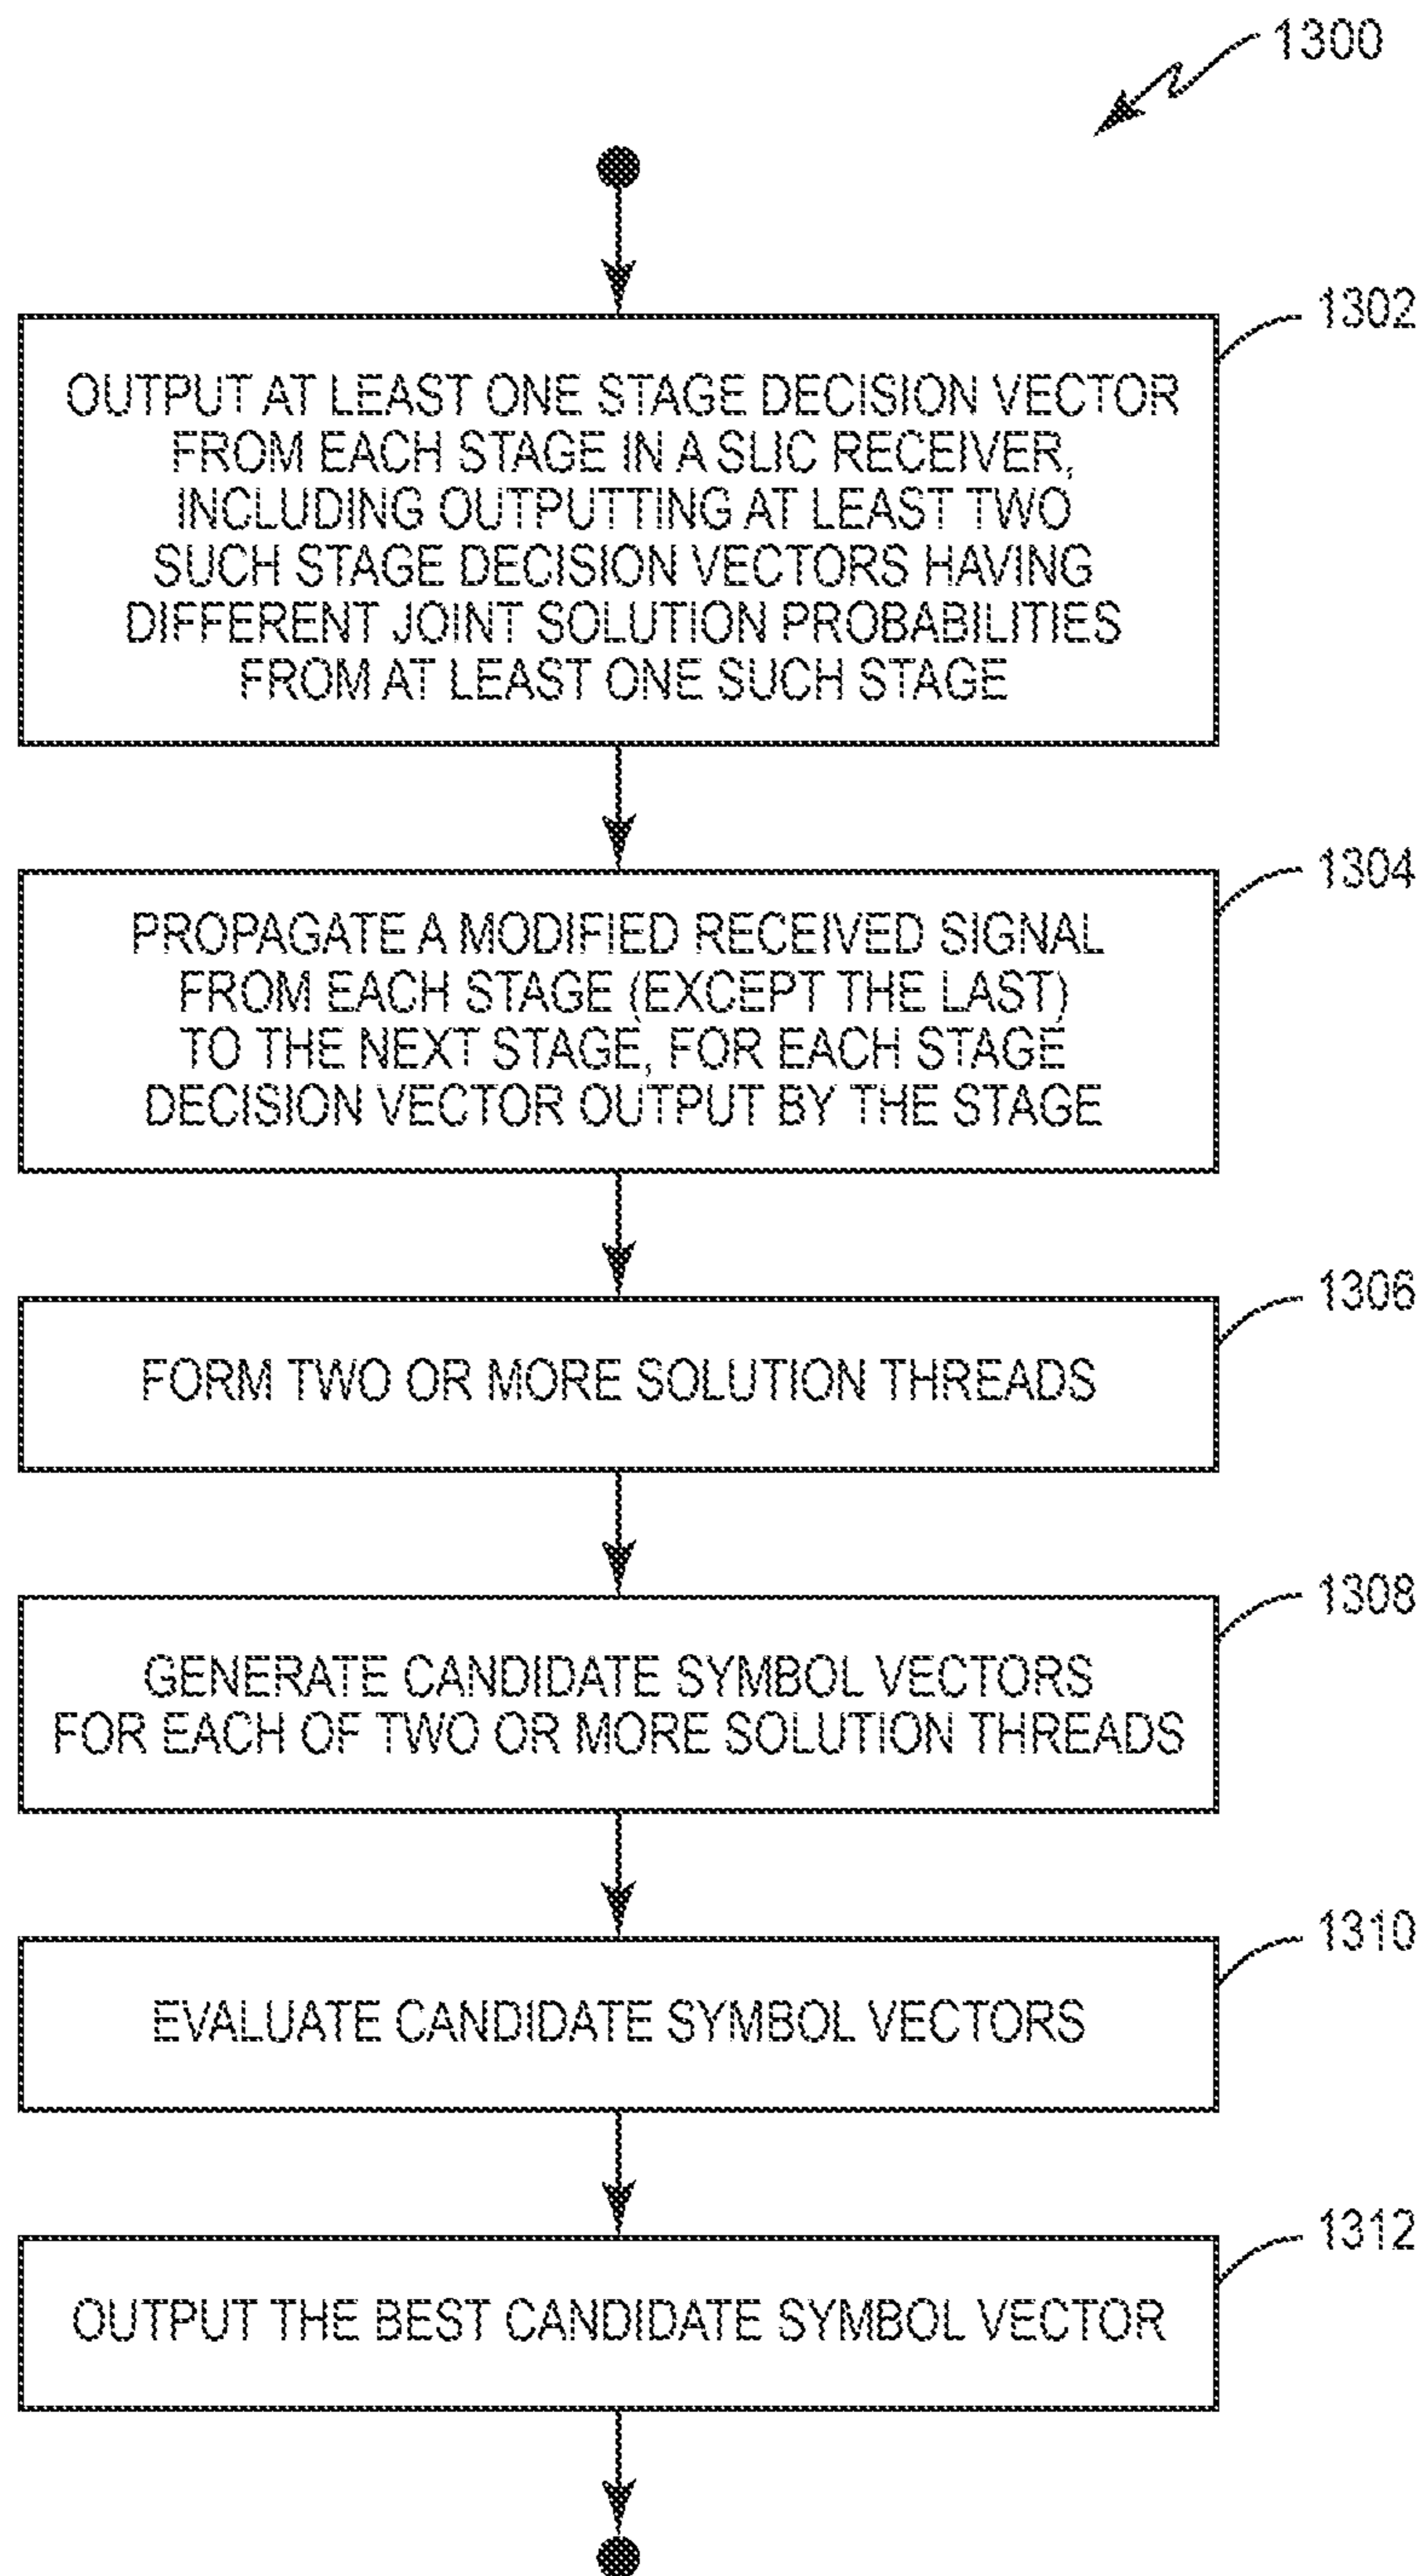 1300
1302
OUTPUT AT LEAST ONE STAGE DECISION VECTOR
FROM EACH STAGE IN A SLIC RECEIVER,
INCLUDING OUTPUTTING AT LEAST TWO
SUCH STAGE DECISION VECTORS HAVING
DIFFERENT JOINT SOLUTION PROBABILITIES
FROM AT LEAST ONE SUCH STAGE
1304
PROPAGATE A MODIFIED RECEIVED SIGNAL
FROM EACH STAGE (EXCEPT THE LAST)
TO THE NEXT STAGE, FOR EACH STAGE
DECISION VECTOR OUTPUT BY THE STAGE
1306
FORM TWO OR MORE SOLUTION THREADS
1308
GENERATE CANDIDATE SYMBOL VECTORS
FOR EACH OF TWO OR MORE SOLUTION THREADS
1310
EVALUATE CANDIDATE SYMBOL VECTORS
1312
OUTPUT THE BEST CANDIDATE SYMBOL VECTOR